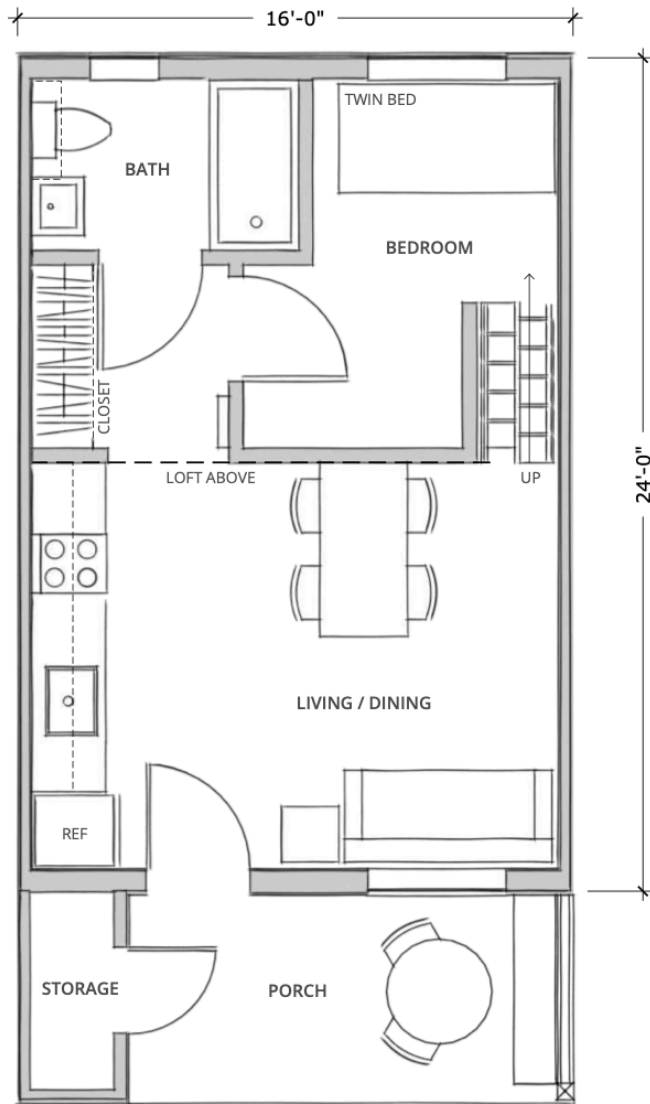 16'-0"
TWIN BED
BATH
BEDROOM
CLOSET
LOFT ABOVE
UP
24'-0"
LIVING / DINING
REF
STORAGE
PORCH